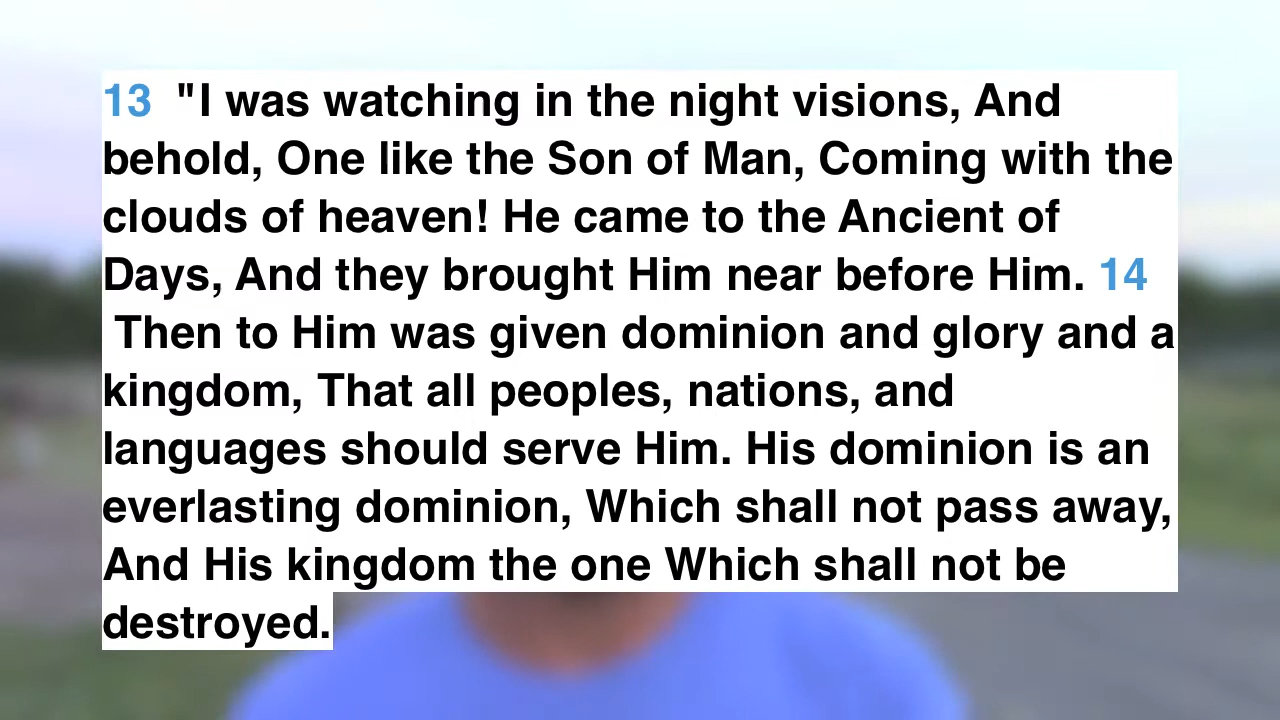 13 "I was watching in the night visions, And
behold, One like the Son of Man, Coming with the
clouds of heaven! He came to the Ancient of
Days, And they brought Him near before Him. 14
Then to Him was given dominion and glory and a
kingdom, That all peoples, nations, and
languages should serve Him. His dominion is an
everlasting dominion, Which shall not pass away,
And His kingdom the one Which shall not be
destroyed.